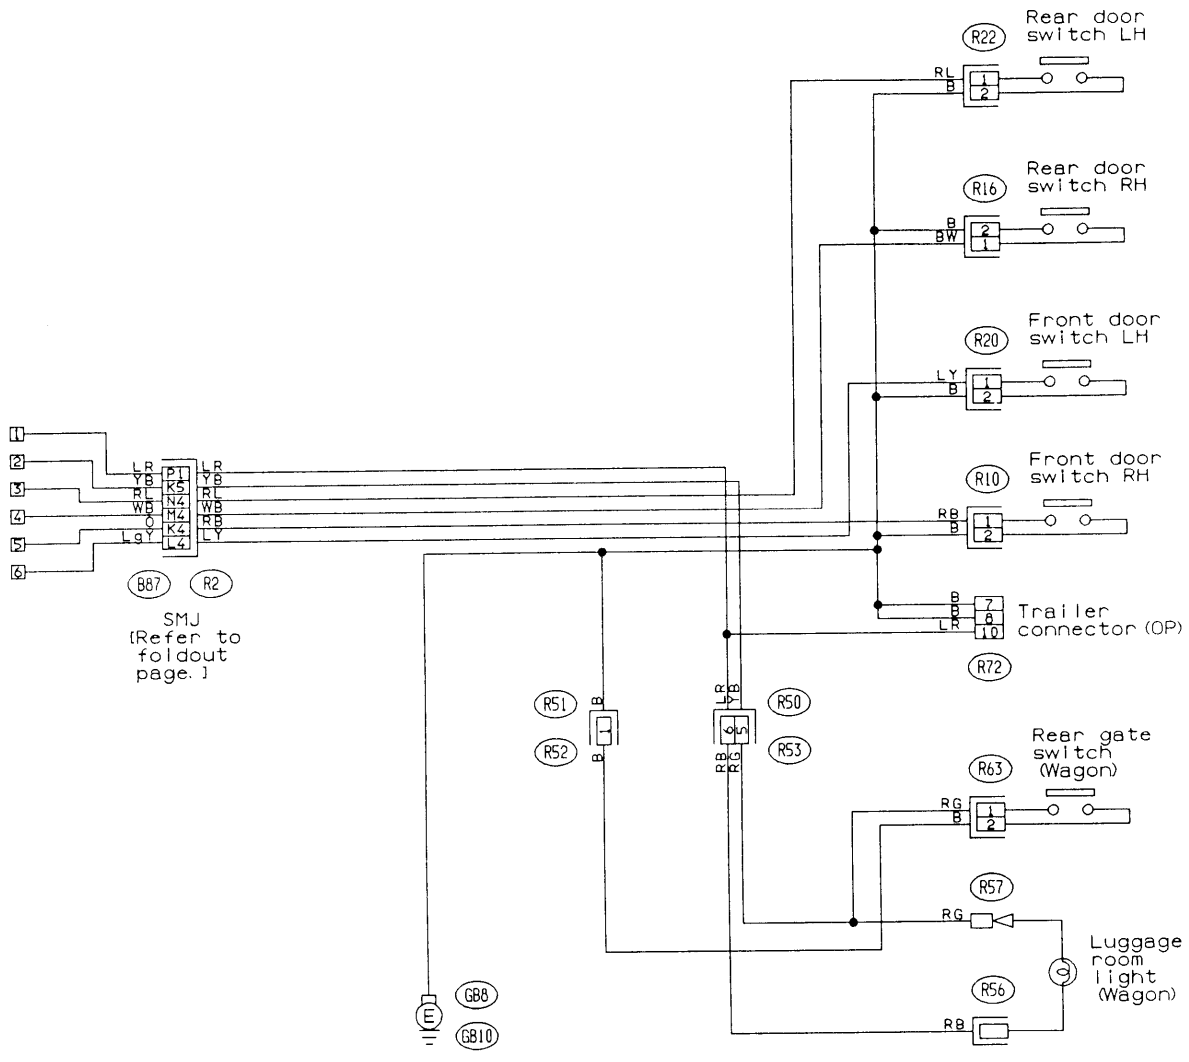 Rear door
switch LH
R22
RL
B
1
2
Rear door
switch RH
R16
B
BW
2
1
Front door
switch LH
R20
LY
B
1
2
Front door
switch RH
R10
RB
B
1
2
1
2
3
4
5
6
LR
YB
RL
WB
O
LgY
P1
K5
N4
M4
K4
L4
LR
YB
RL
WB
RB
LY
B87
R2
SMJ
[Refer to
foldout
page.]
B
B
LR
7
8
10
Trailer
connector (OP)
R72
R51
B
1
R52
B
LR
YB
R50
6
5
RB
RG
R53
Rear gate
switch
(Wagon)
R63
RG
B
1
2
R57
RG
Luggage
room
light
(Wagon)
R56
RB
GB8
E
GB10